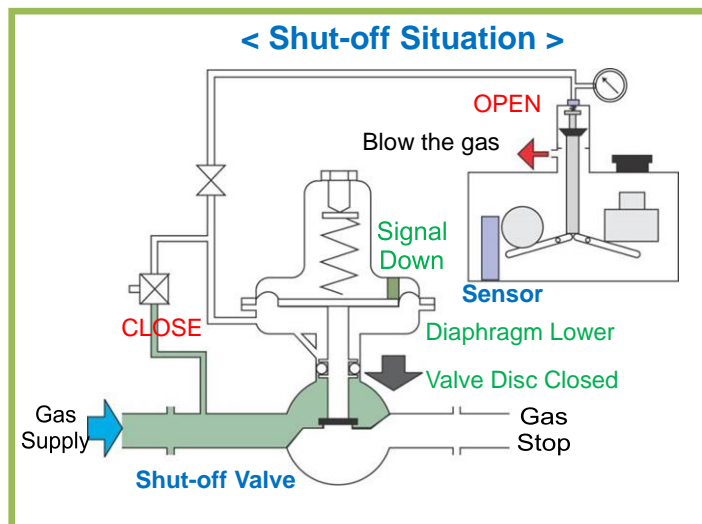 < Shut-off Situation >
OPEN
Blow the gas
Signal
Down
Sensor
CLOSE
Diaphragm Lower
Valve Disc Closed
Gas
Supply
Gas
Stop
Shut-off Valve